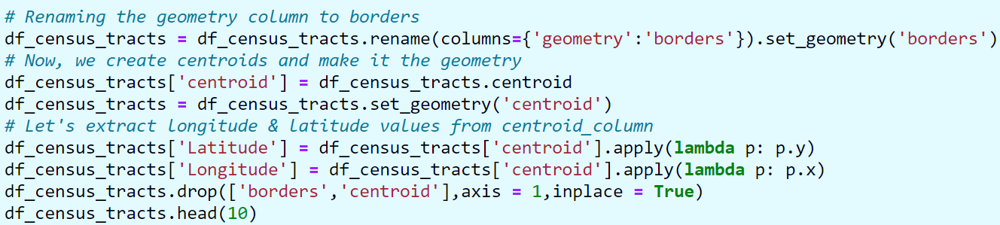 # Renaming the geometry column to borders
df_census_tracts = df_census_tracts.rename(columns={'geometry':'borders'}).set_geometry('borders')
# Now, we create centroids and make it the geometry
df_census_tracts['centroid'] = df_census_tracts.centroid
df_census_tracts = df_census_tracts.set_geometry('centroid')
# Let's extract longitude & latitude values from centroid_column
df_census_tracts['Latitude'] = df_census_tracts['centroid'].apply(lambda p: p.y)
df_census_tracts['Longitude'] = df_census_tracts['centroid'].apply(lambda p: p.x)
df_census_tracts.drop(['borders','centroid'],axis = 1,inplace = True)
df_census_tracts.head(10)